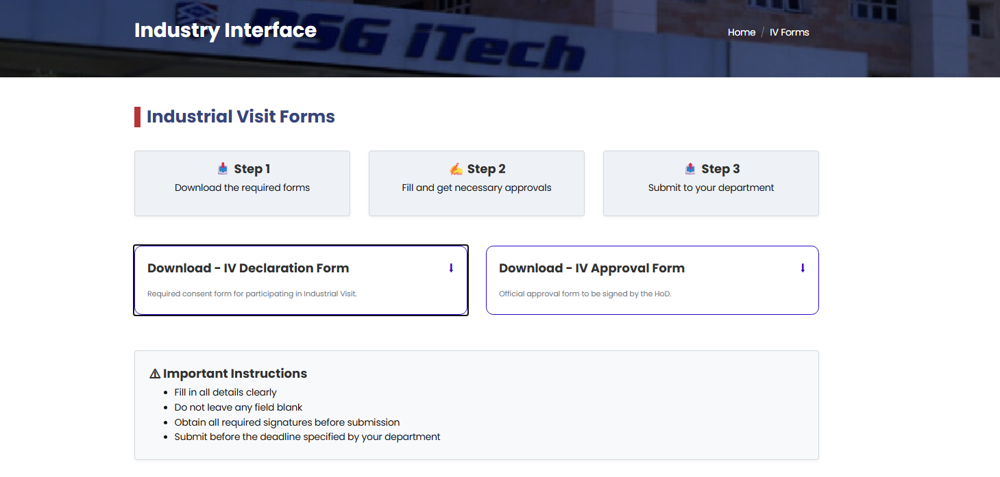 PSG iTech
Industry Interface
Home / IV Forms
Industrial Visit Forms
📥 Step 1
Download the required forms
✍️ Step 2
Fill and get necessary approvals
📤 Step 3
Submit to your department
Download - IV Declaration Form ⭳
Required consent form for participating in Industrial Visit.
Download - IV Approval Form ⭳
Official approval form to be signed by the HoD.
⚠ Important Instructions
• Fill in all details clearly
• Do not leave any field blank
• Obtain all required signatures before submission
• Submit before the deadline specified by your department